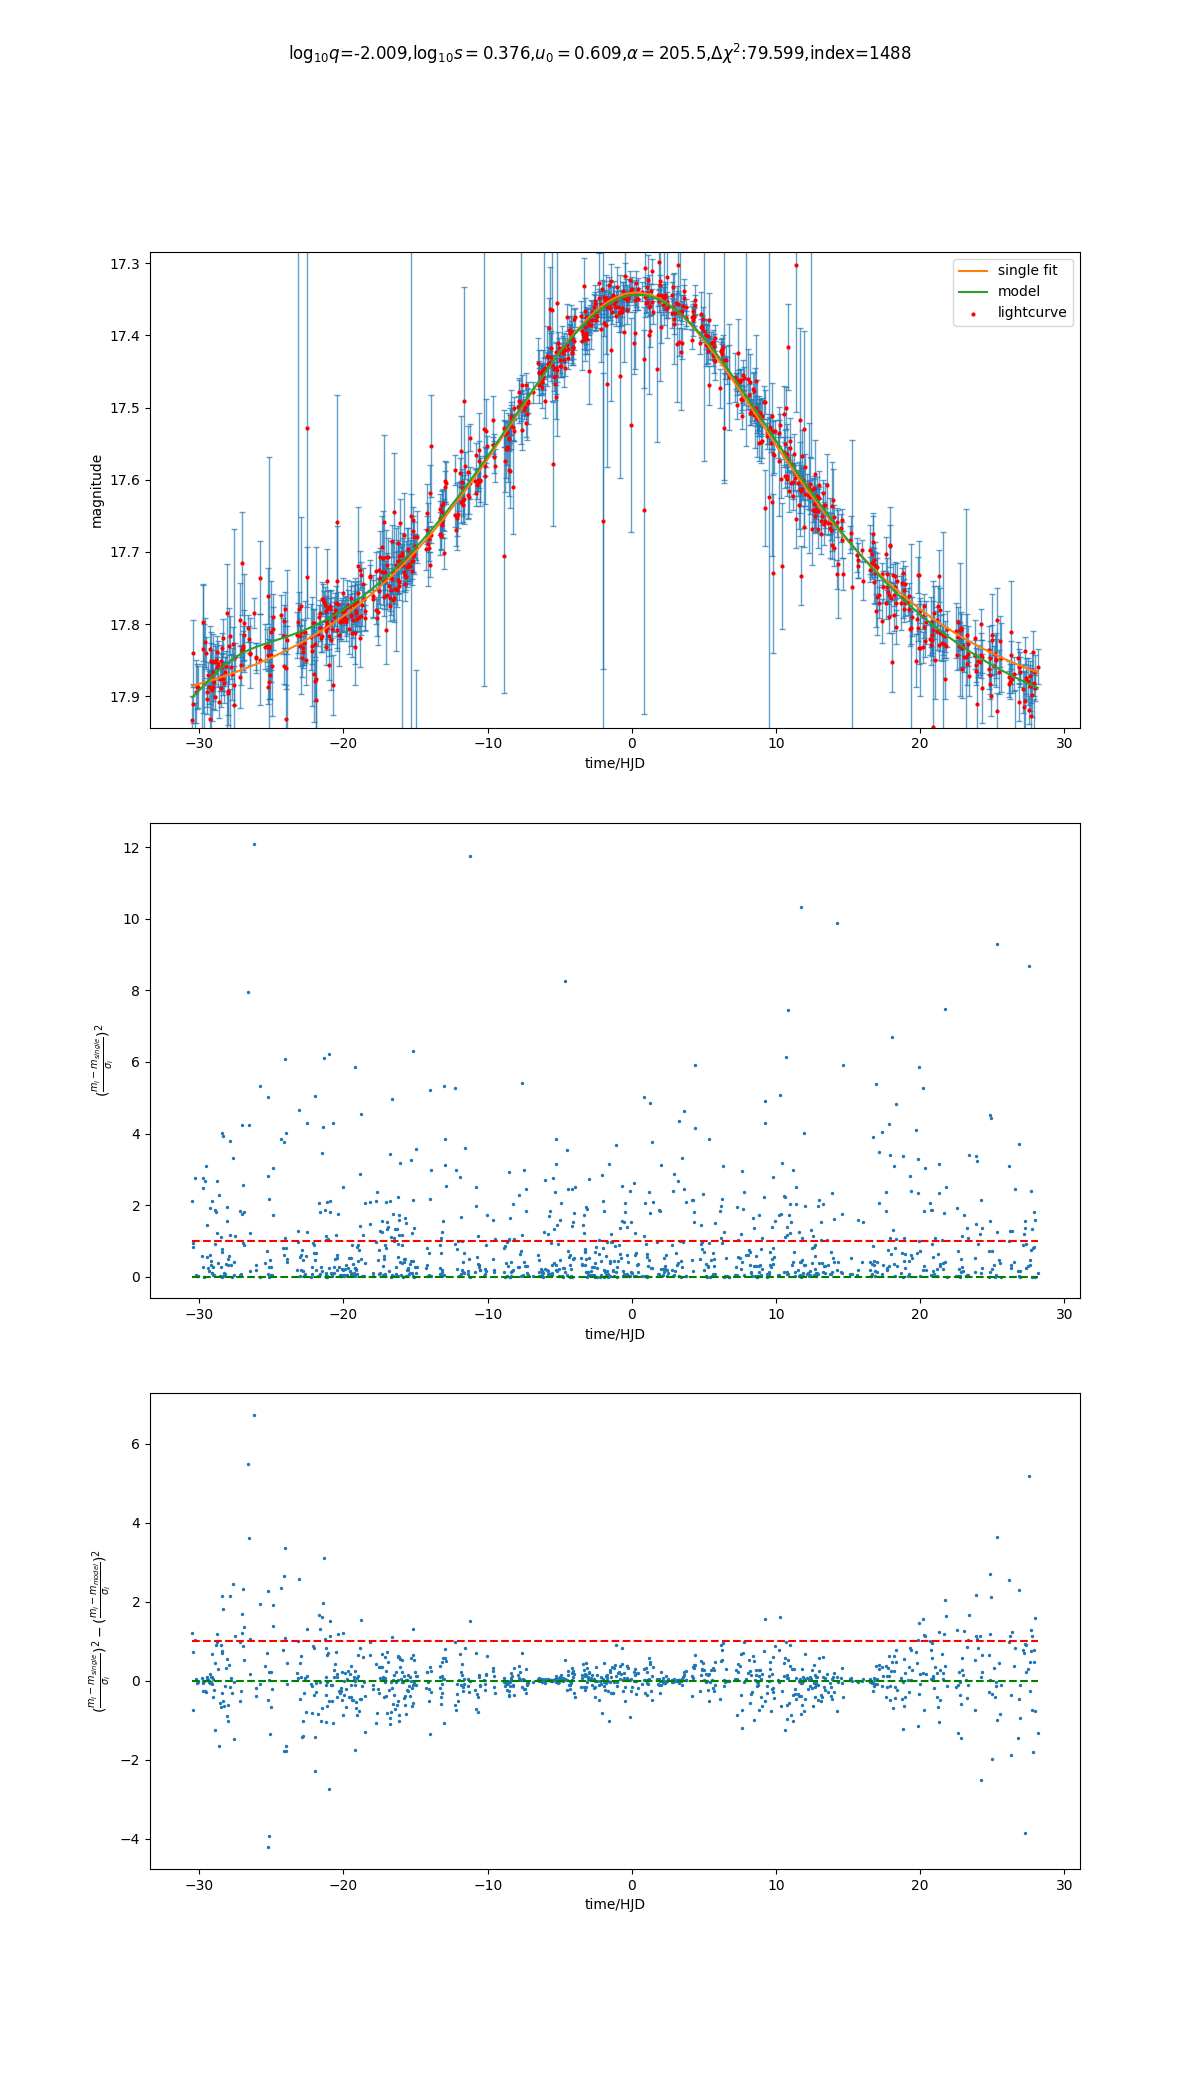 log₁₀q=-2.009,log₁₀s = 0.376,u₀ = 0.609,α = 205.5,Δχ²:79.599,index=1488
17.3
17.4
17.5
17.6
17.7
17.8
17.9
magnitude
single fit
model
lightcurve
−30 −20 −10 0 10 20 30
time/HJD
12
10
8
6
4
2
0
(mᵢ − m_single / σᵢ)²
−30 −20 −10 0 10 20 30
time/HJD
6
4
2
0
−2
−4
(mᵢ − m_single / σᵢ)² − (mᵢ − m_model / σᵢ)²
−30 −20 −10 0 10 20 30
time/HJD